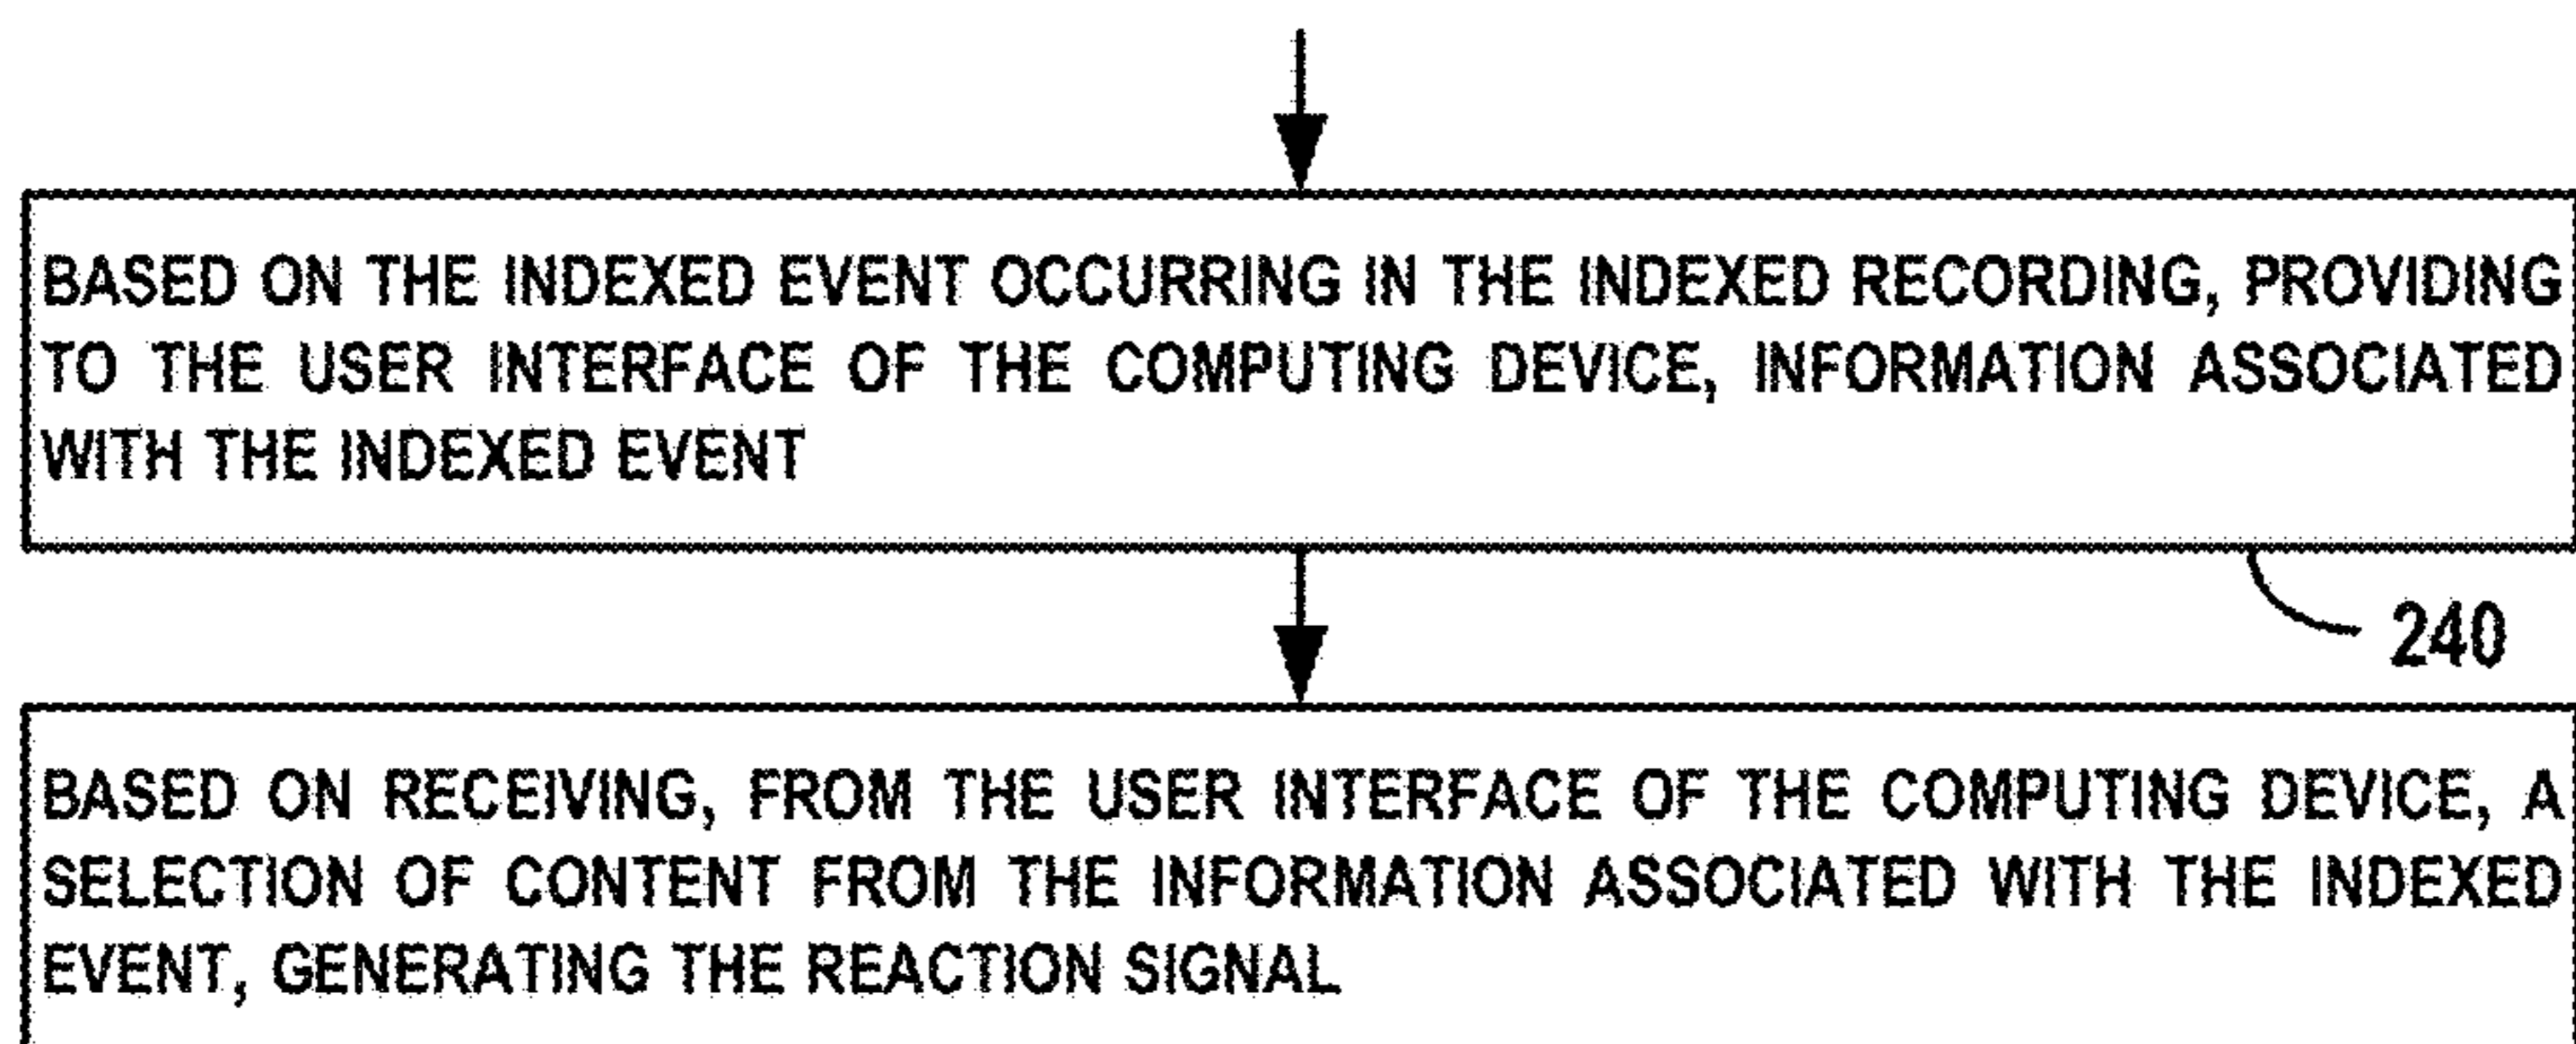 BASED ON THE INDEXED EVENT OCCURRING IN THE INDEXED RECORDING, PROVIDING
TO THE USER INTERFACE OF THE COMPUTING DEVICE, INFORMATION ASSOCIATED
WITH THE INDEXED EVENT
240
BASED ON RECEIVING, FROM THE USER INTERFACE OF THE COMPUTING DEVICE, A
SELECTION OF CONTENT FROM THE INFORMATION ASSOCIATED WITH THE INDEXED
EVENT, GENERATING THE REACTION SIGNAL